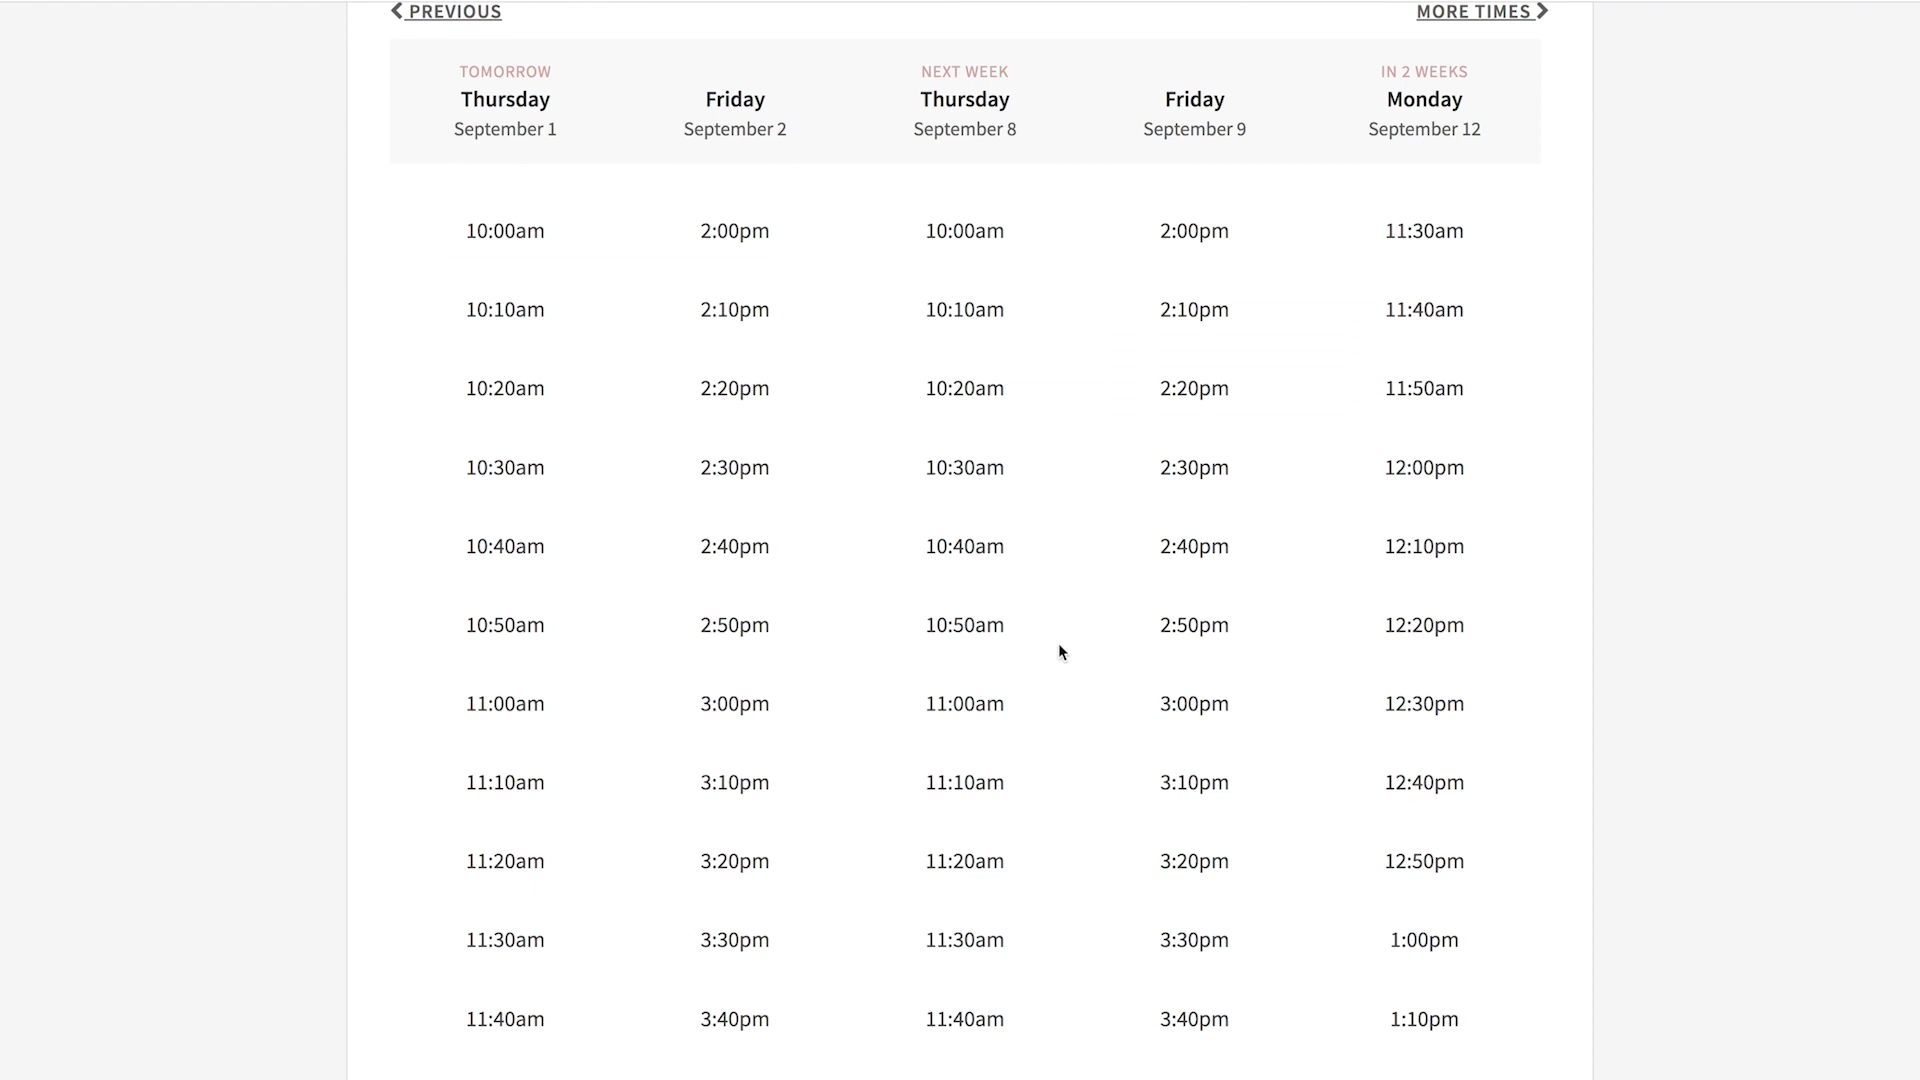 PREVIOUS MORE TIMES
TOMORROW NEXT WEEK IN 2 WEEKS
Thursday Friday Thursday Friday Monday
September 1 September 2 September 8 September 9 September 12
10:00am 2:00pm 10:00am 2:00pm 11:30am
10:10am 2:10pm 10:10am 2:10pm 11:40am
10:20am 2:20pm 10:20am 2:20pm 11:50am
10:30am 2:30pm 10:30am 2:30pm 12:00pm
10:40am 2:40pm 10:40am 2:40pm 12:10pm
10:50am 2:50pm 10:50am 2:50pm 12:20pm
11:00am 3:00pm 11:00am 3:00pm 12:30pm
11:10am 3:10pm 11:10am 3:10pm 12:40pm
11:20am 3:20pm 11:20am 3:20pm 12:50pm
11:30am 3:30pm 11:30am 3:30pm 1:00pm
11:40am 3:40pm 11:40am 3:40pm 1:10pm